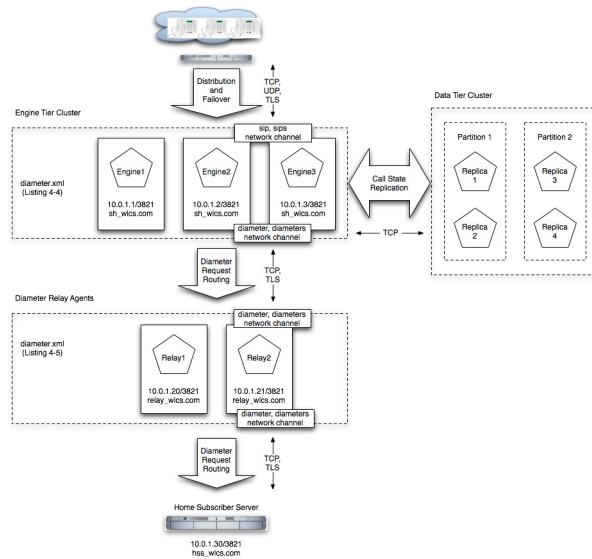 Distribution
and
Failover
TCP,
UDP,
TLS
Engine Tier Cluster
Data Tier Cluster
sip, sips
network channel
Engine1
Engine2
Engine3
diameter.xml
(Listing 4-4)
10.0.1.1/3821
sh_wlcs.com
10.0.1.2/3821
sh_wlcs.com
10.0.1.3/3821
sh_wlcs.com
diameter, diameters
network channel
Call State
Replication
TCP
Partition 1
Partition 2
Replica
1
Replica
3
Replica
2
Replica
4
Diameter
Request
Routing
TCP,
TLS
Diameter Relay Agents
diameter, diameters
network channel
diameter.xml
(Listing 4-5)
Relay1
Relay2
10.0.1.20/3821
relay_wlcs.com
10.0.1.21/3821
relay_wlcs.com
diameter, diameters
network channel
Diameter
Request
Routing
TCP,
TLS
Home Subscriber Server
10.0.1.30/3821
hss_wlcs.com